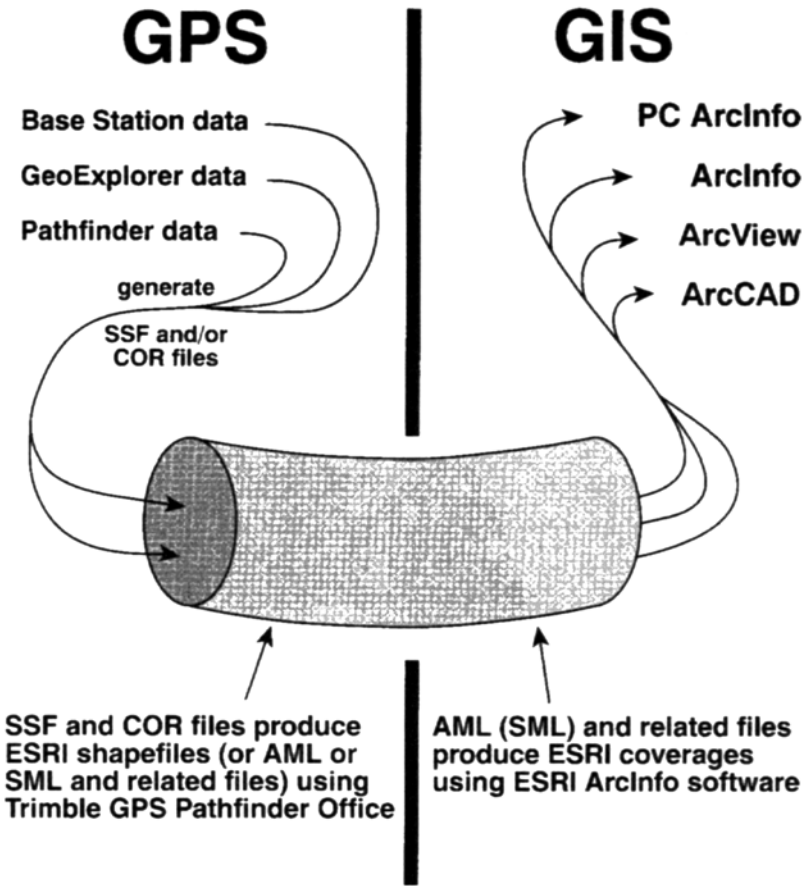 GPS
Base Station data
GeoExplorer data
Pathfinder data
generate
SSF and/or
COR files
SSF and COR files produce
ESRI shapefiles (or AML or
SML and related files) using
Trimble GPS Pathfinder Office
GIS
PC ArcInfo
ArcInfo
ArcView
ArcCAD
AML (SML) and related files
produce ESRI coverages
using ESRI ArcInfo software